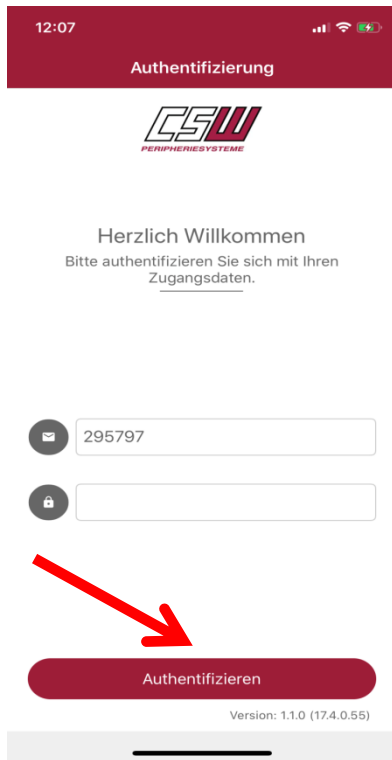 12:07
Authentifizierung
CSW
PERIPHERIESYSTEME
Herzlich Willkommen
Bitte authentifizieren Sie sich mit Ihren
Zugangsdaten.
295797
Authentifizieren
Version: 1.1.0 (17.4.0.55)